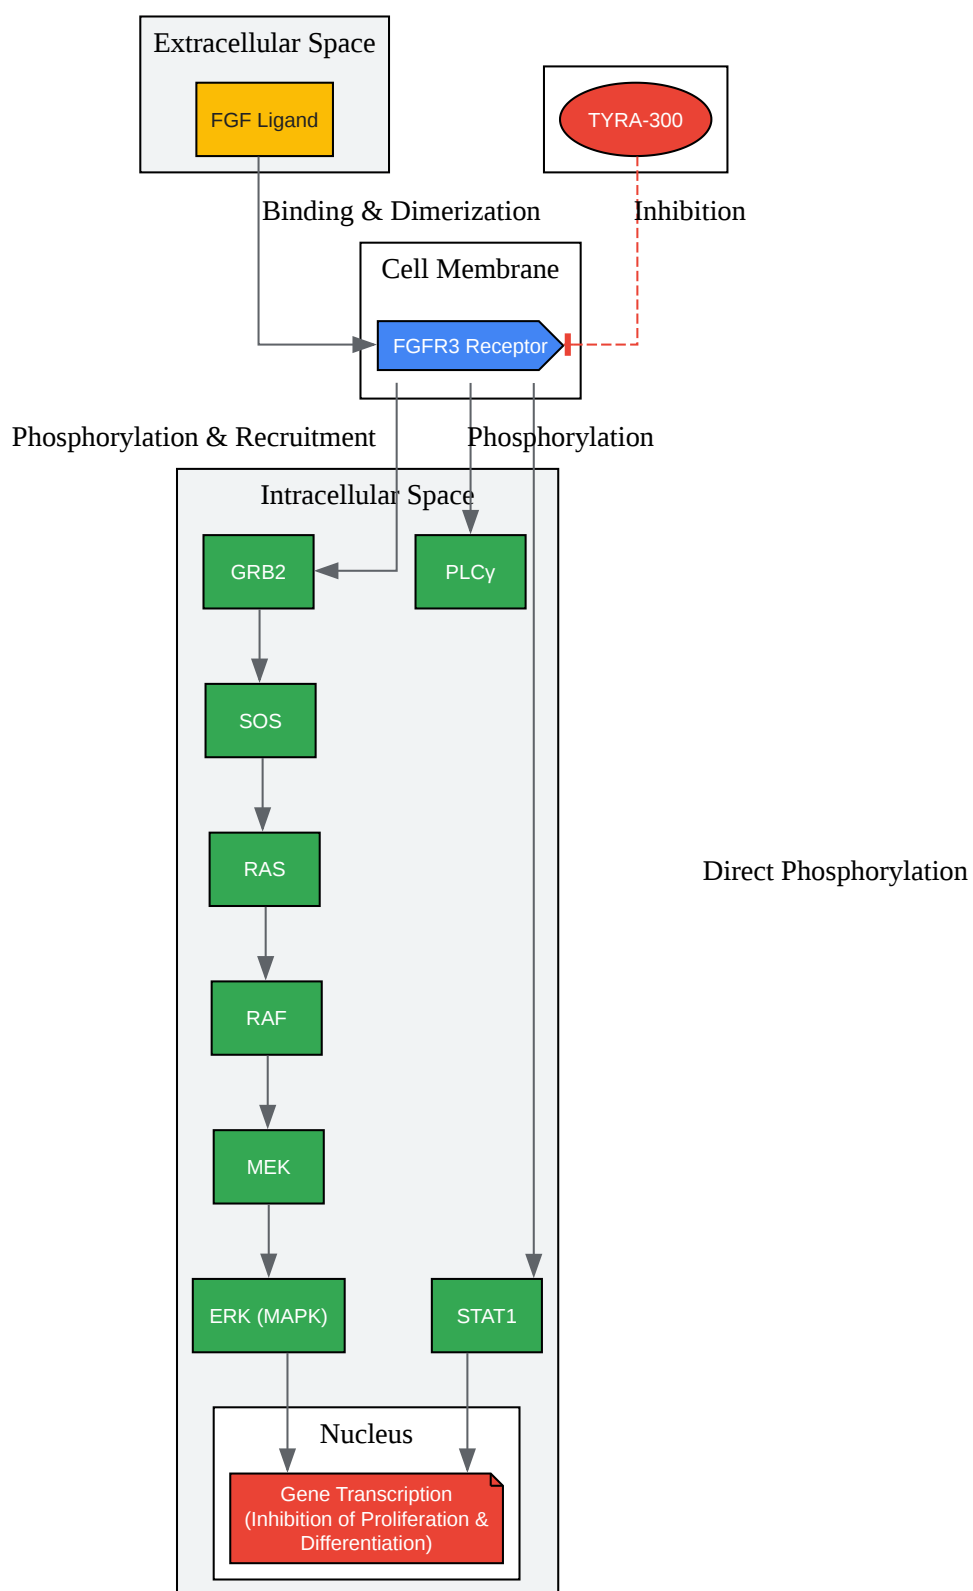 Extracellular Space
FGF Ligand
TYRA-300
Binding & Dimerization
Inhibition
Cell Membrane
FGFR3 Receptor
Phosphorylation & Recruitment
Phosphorylation
Intracellular Space
GRB2
PLCγ
SOS
RAS
Direct Phosphorylation
RAF
MEK
ERK (MAPK)
STAT1
Nucleus
Gene Transcription
(Inhibition of Proliferation &
Differentiation)